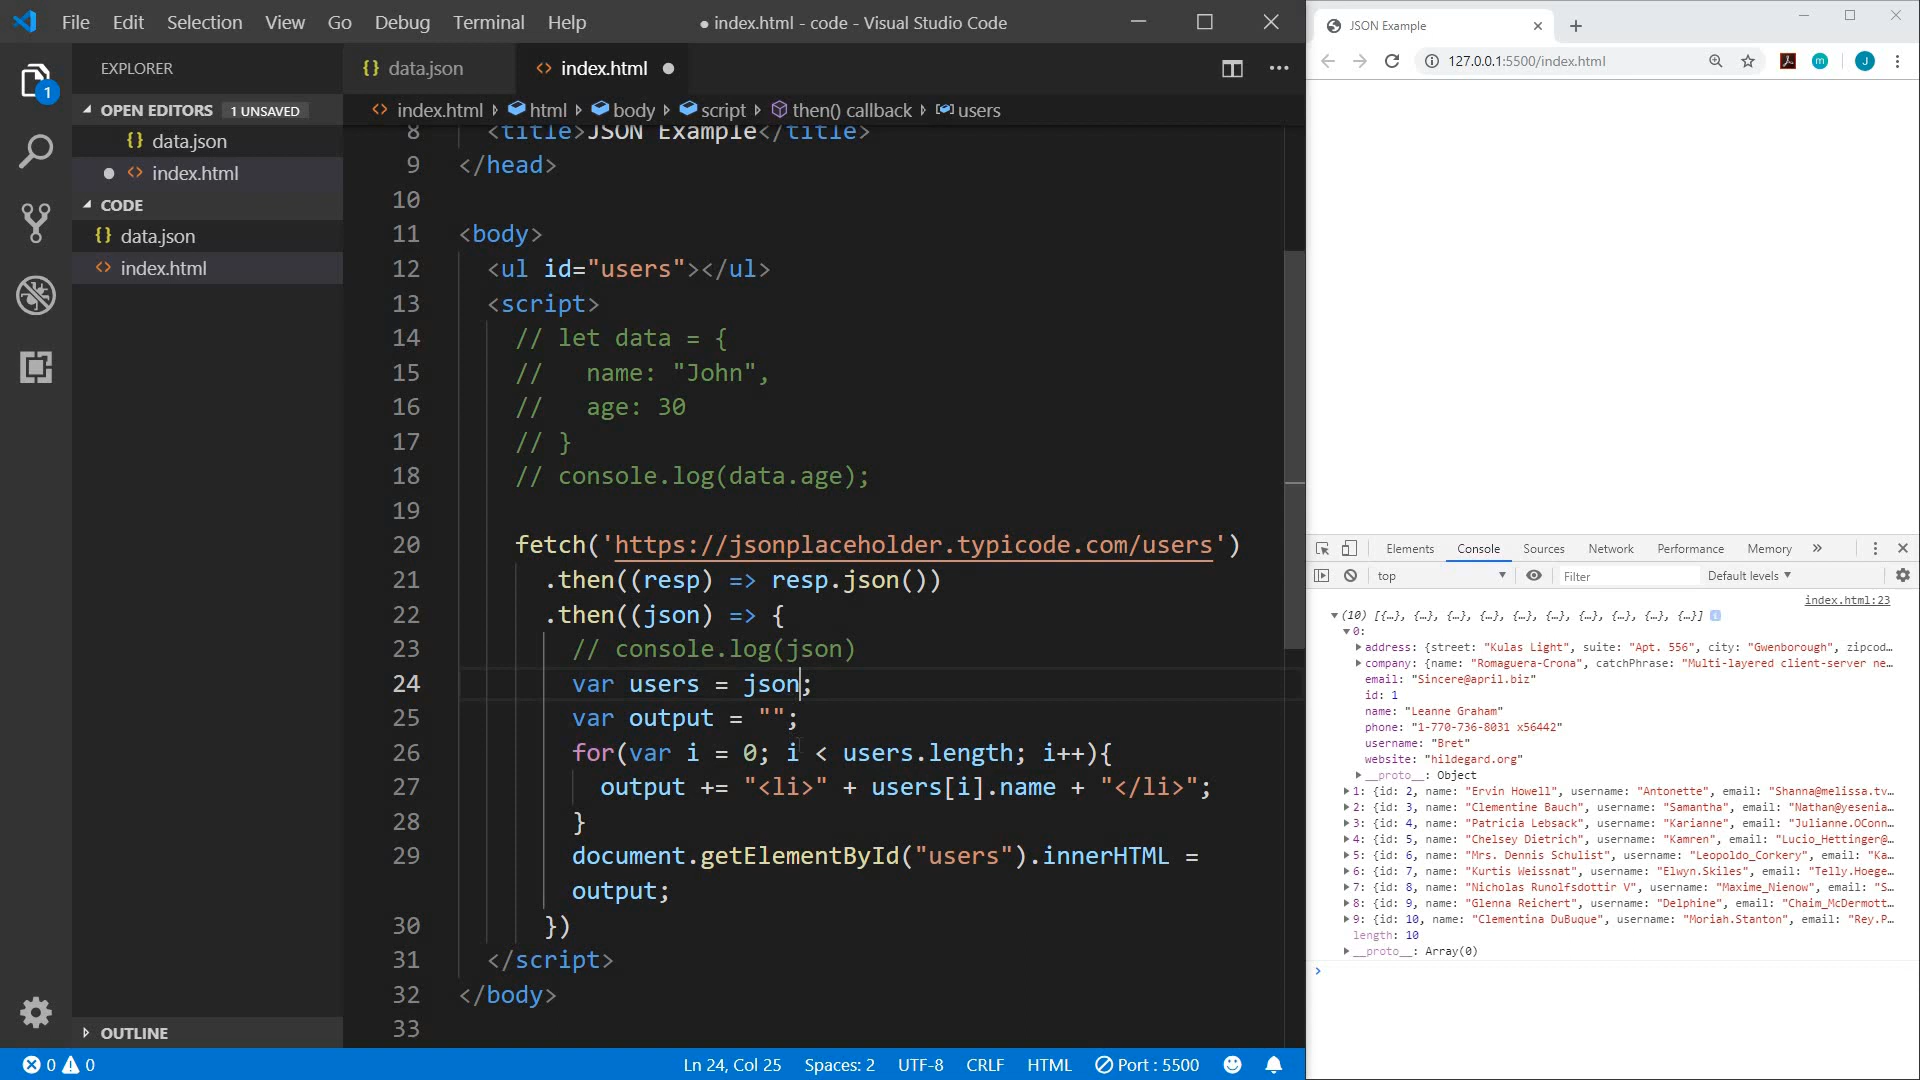 File Edit Selection View Go Debug Terminal Help
● index.html - code - Visual Studio Code
EXPLORER
1
OPEN EDITORS 1 UNSAVED
{} data.json
● <> index.html
CODE
{} data.json
<> index.html
OUTLINE
{} data.json
<> index.html ●
<> index.html › html › body › script › then() callback › users
8 <title>JSON Example</title>
9 </head>
10
11 <body>
12 <ul id="users"></ul>
13 <script>
14 // let data = {
15 // name: "John",
16 // age: 30
17 // }
18 // console.log(data.age);
19
20 fetch('https://jsonplaceholder.typicode.com/users')
21 .then((resp) => resp.json())
22 .then((json) => {
23 // console.log(json)
24 var users = json;
25 var output = "";
26 for(var i = 0; i < users.length; i++){
27 output += "<li>" + users[i].name + "</li>";
28 }
29 document.getElementById("users").innerHTML =
output;
30 })
31 </script>
32 </body>
33
0 0
Ln 24, Col 25 Spaces: 2 UTF-8 CRLF HTML Port : 5500
JSON Example
127.0.0.1:5500/index.html
m
J
Elements Console Sources Network Performance Memory »
top Filter Default levels
index.html:23
(10) [{…}, {…}, {…}, {…}, {…}, {…}, {…}, {…}, {…}, {…}]
0:
address: {street: "Kulas Light", suite: "Apt. 556", city: "Gwenborough", zipcod…
company: {name: "Romaguera-Crona", catchPhrase: "Multi-layered client-server ne…
email: "Sincere@april.biz"
id: 1
name: "Leanne Graham"
phone: "1-770-736-8031 x56442"
username: "Bret"
website: "hildegard.org"
__proto__: Object
1: {id: 2, name: "Ervin Howell", username: "Antonette", email: "Shanna@melissa.tv…
2: {id: 3, name: "Clementine Bauch", username: "Samantha", email: "Nathan@yesenia…
3: {id: 4, name: "Patricia Lebsack", username: "Karianne", email: "Julianne.OConn…
4: {id: 5, name: "Chelsey Dietrich", username: "Kamren", email: "Lucio_Hettinger@…
5: {id: 6, name: "Mrs. Dennis Schulist", username: "Leopoldo_Corkery", email: "Ka…
6: {id: 7, name: "Kurtis Weissnat", username: "Elwyn.Skiles", email: "Telly.Hoege…
7: {id: 8, name: "Nicholas Runolfsdottir V", username: "Maxime_Nienow", email: "S…
8: {id: 9, name: "Glenna Reichert", username: "Delphine", email: "Chaim_McDermott…
9: {id: 10, name: "Clementina DuBuque", username: "Moriah.Stanton", email: "Rey.P…
length: 10
__proto__: Array(0)